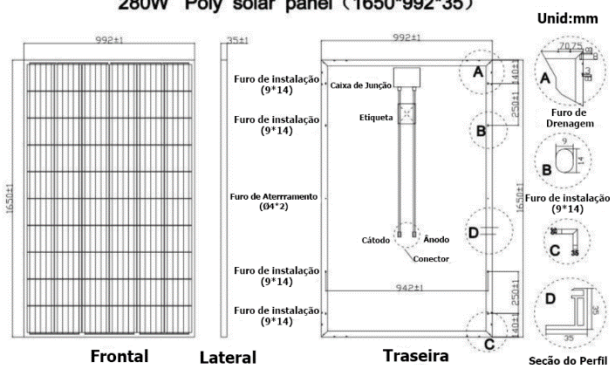 280W Poly solar panel（1650*992*35）
Unid:mm
992±1
35±1
992±1
1650±1
Furo de instalação
(9*14)
Furo de instalação
(9*14)
Furo de Aterrramento
(Ø4*2)
Furo de instalação
(9*14)
Furo de instalação
(9*14)
Caixa de Junção
Etiqueta
Cátodo
Ânodo
Conector
942±1
A
B
D
C
140±1
250±1
1650±1
250±1
140±1
70,75
A
Furo de
Drenagem
9
14
B
Furo de instalação
(9*14)
C
D
35
35
Seção do Perfil
Frontal
Lateral
Traseira